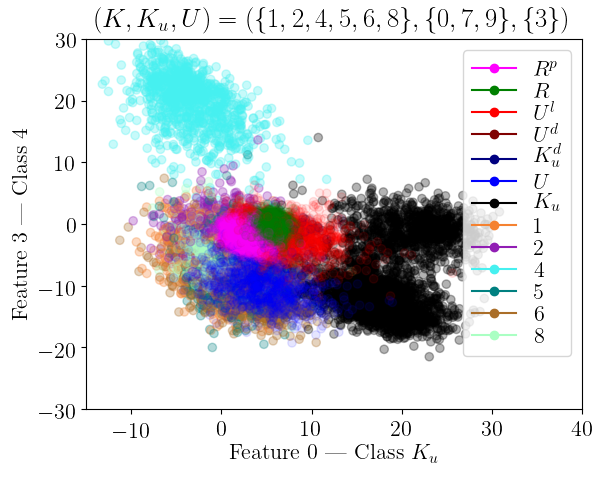 (K, K_u, U) = ({1, 2, 4, 5, 6, 8}, {0, 7, 9}, {3})
30
20
10
0
−10
−20
−30
−10
0
10
20
30
40
Feature 3 — Class 4
Feature 0 — Class K_u
R^p
R
U^l
U^d
K_u^d
U
K_u
1
2
4
5
6
8